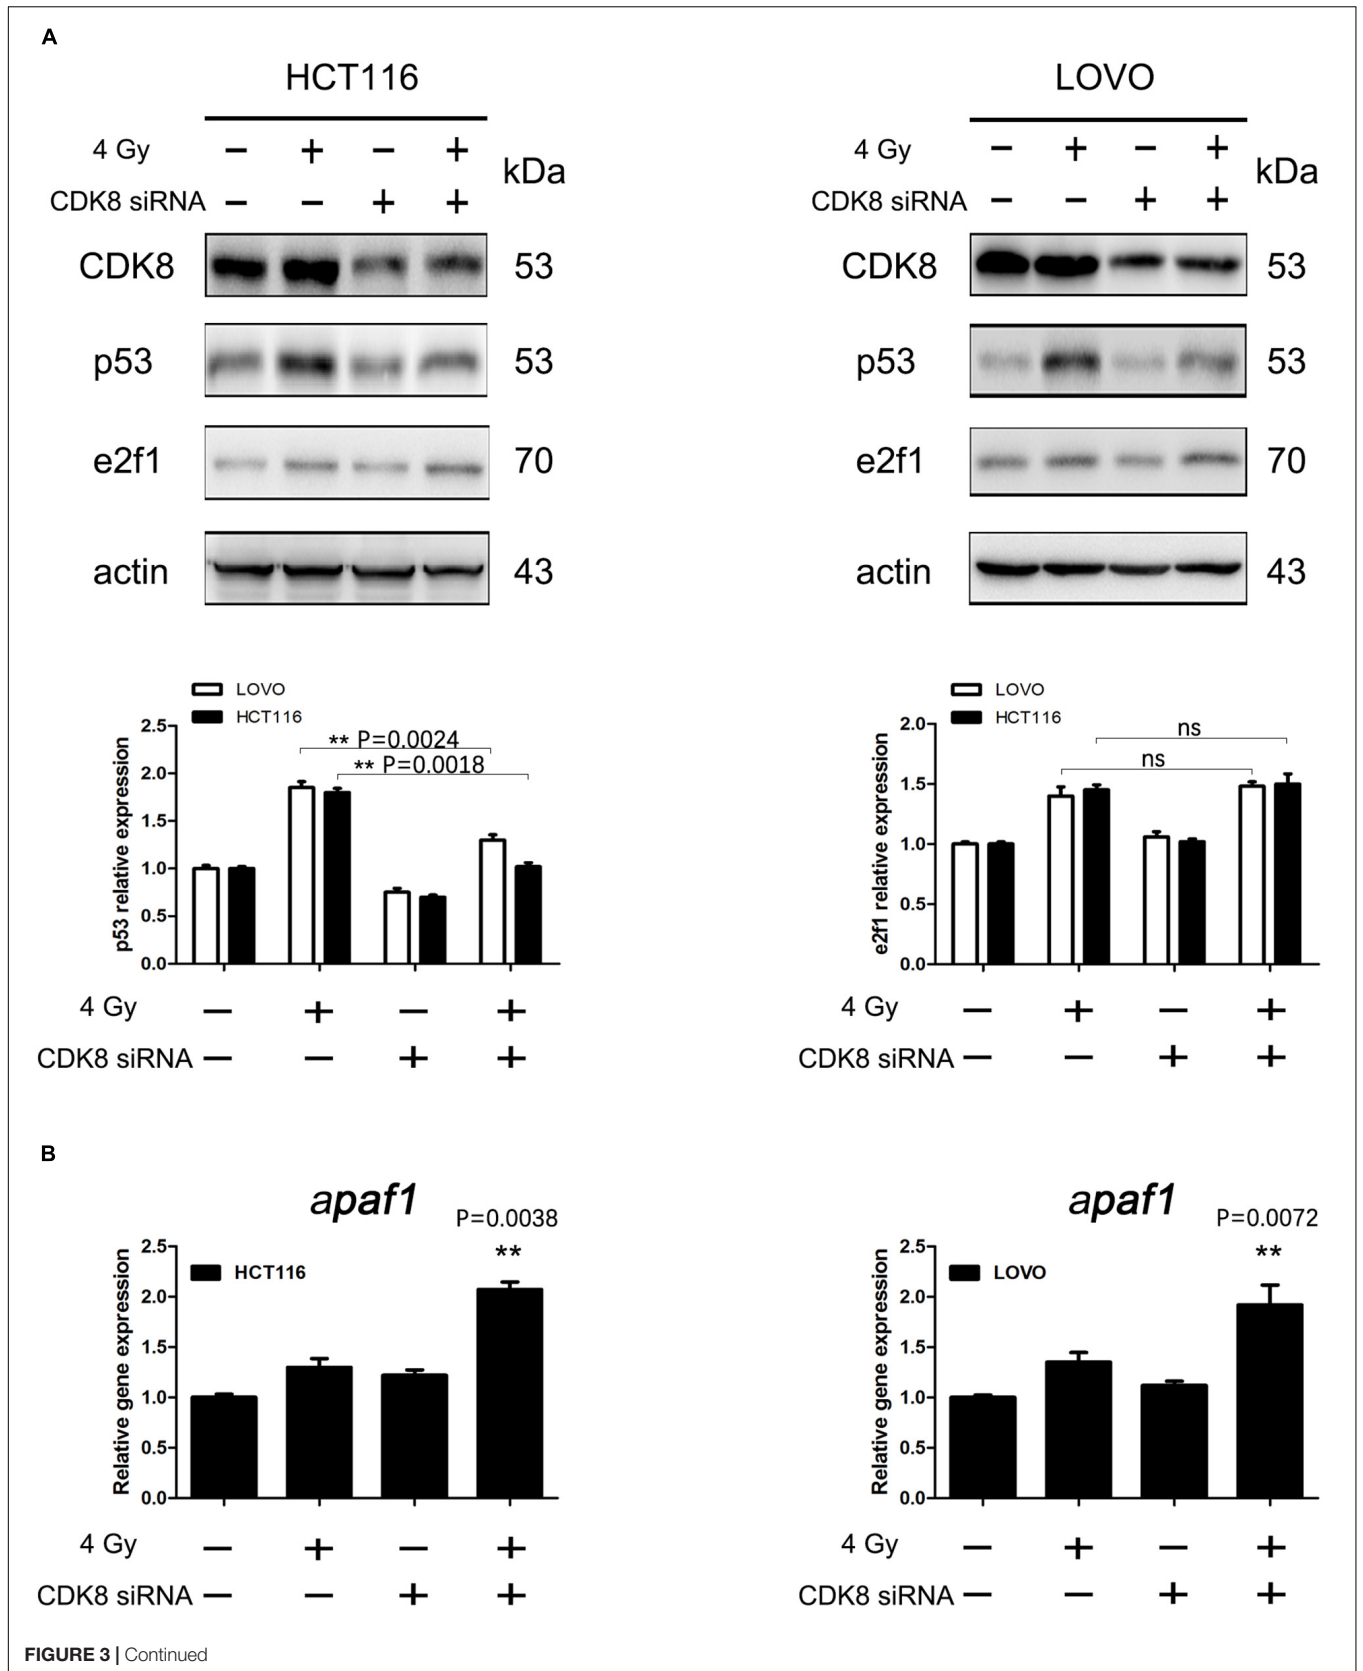 A
HCT116
4 Gy − + − +
kDa
CDK8 siRNA − − + +
CDK8 53
p53 53
e2f1 70
actin 43
LOVO
4 Gy − + − +
kDa
CDK8 siRNA − − + +
CDK8 53
p53 53
e2f1 70
actin 43
LOVO
HCT116
** P=0.0024
** P=0.0018
p53 relative expression
2.5
2.0
1.5
1.0
0.5
0.0
4 Gy — + — +
CDK8 siRNA — — + +
LOVO
HCT116
ns
ns
e2f1 relative expression
2.0
1.5
1.0
0.5
0.0
4 Gy — + — +
CDK8 siRNA — — + +
B
apaf1
P=0.0038
**
HCT116
Relative gene expression
2.5
2.0
1.5
1.0
0.5
0.0
4 Gy — + — +
CDK8 siRNA — — + +
apaf1
P=0.0072
**
LOVO
Relative gene expression
2.5
2.0
1.5
1.0
0.5
0.0
4 Gy — + — +
CDK8 siRNA — — + +
FIGURE 3 | Continued